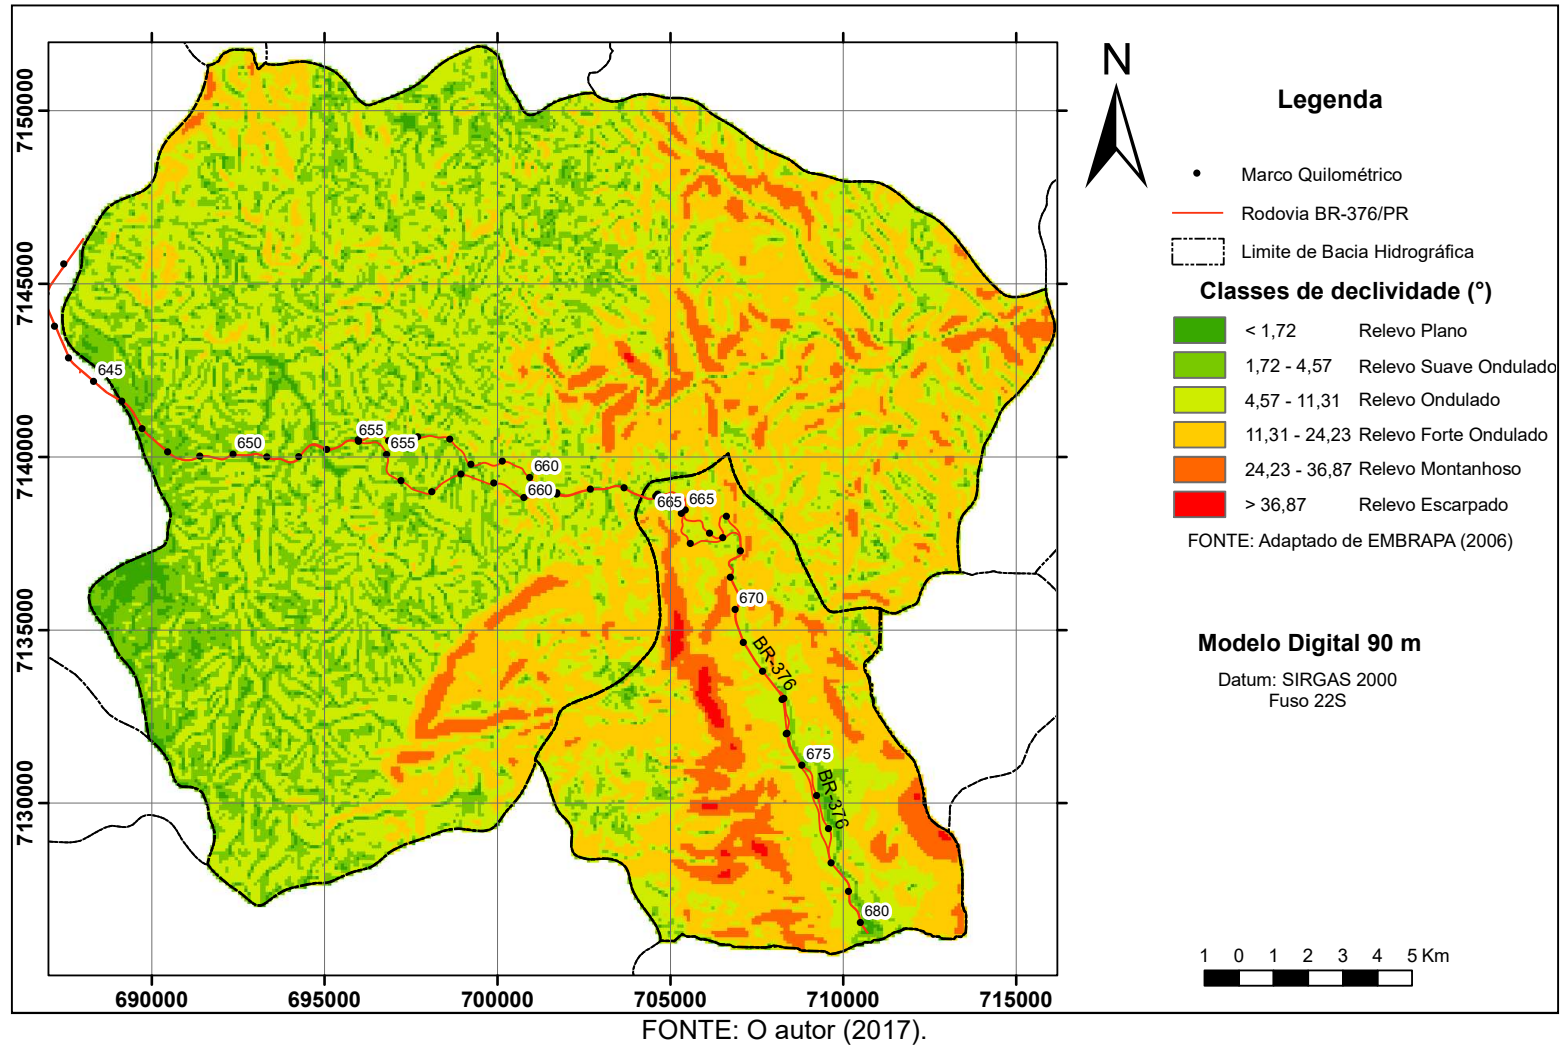 7150000
7145000
7140000
7135000
7130000
690000
695000
700000
705000
710000
715000
645
650
655
655
660
660
665
665
670
BR-376
675
BR-376
680
N
Legenda
Marco Quilométrico
Rodovia BR-376/PR
Limite de Bacia Hidrográfica
Classes de declividade (°)
< 1,72 Relevo Plano
1,72 - 4,57 Relevo Suave Ondulado
4,57 - 11,31 Relevo Ondulado
11,31 - 24,23 Relevo Forte Ondulado
24,23 - 36,87 Relevo Montanhoso
> 36,87 Relevo Escarpado
FONTE: Adaptado de EMBRAPA (2006)
Modelo Digital 90 m
Datum: SIRGAS 2000
Fuso 22S
1 0 1 2 3 4 5 Km
FONTE: O autor (2017).